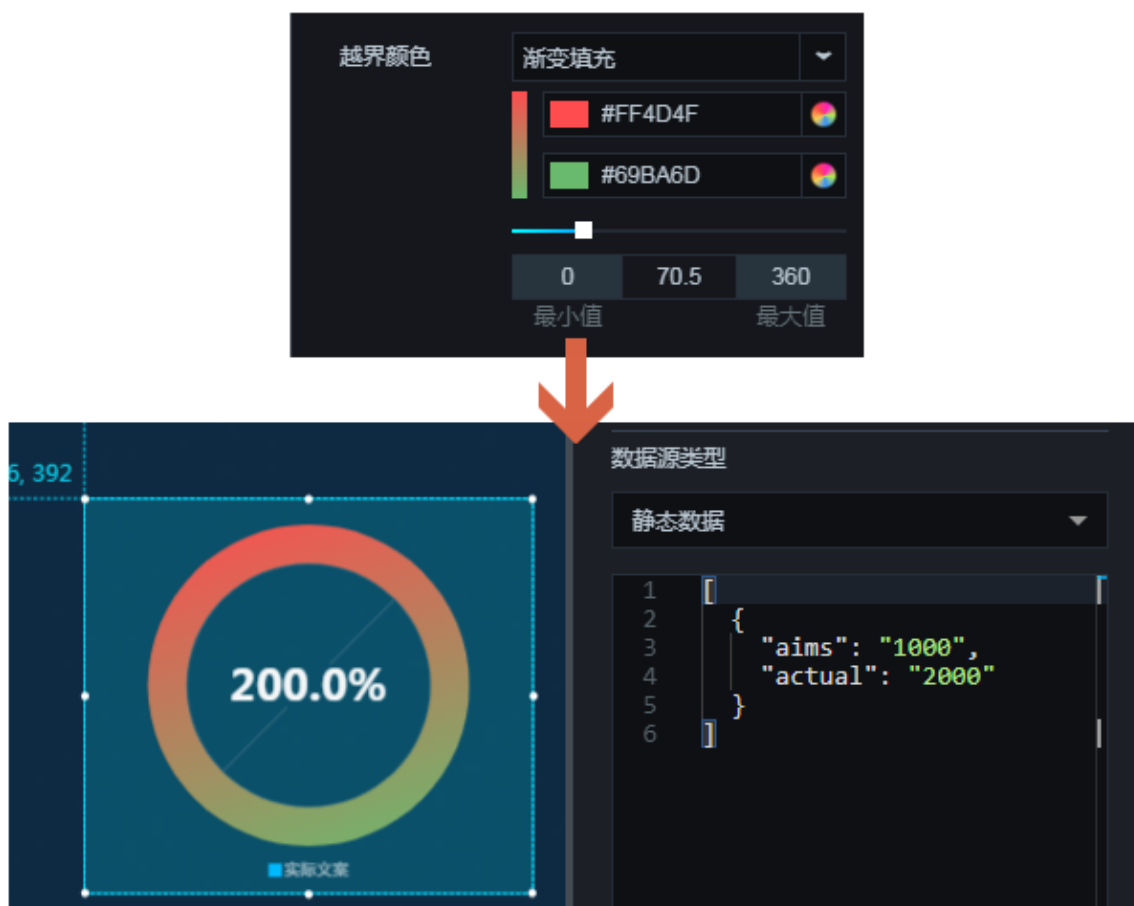 越界颜色 渐变填充
#FF4D4F
#69BA6D
0 70.5 360
最小值 最大值
6, 392
200.0%
实际文案
数据源类型
静态数据
1 [
2 {
3 "aims": "1000",
4 "actual": "2000"
5 }
6 ]